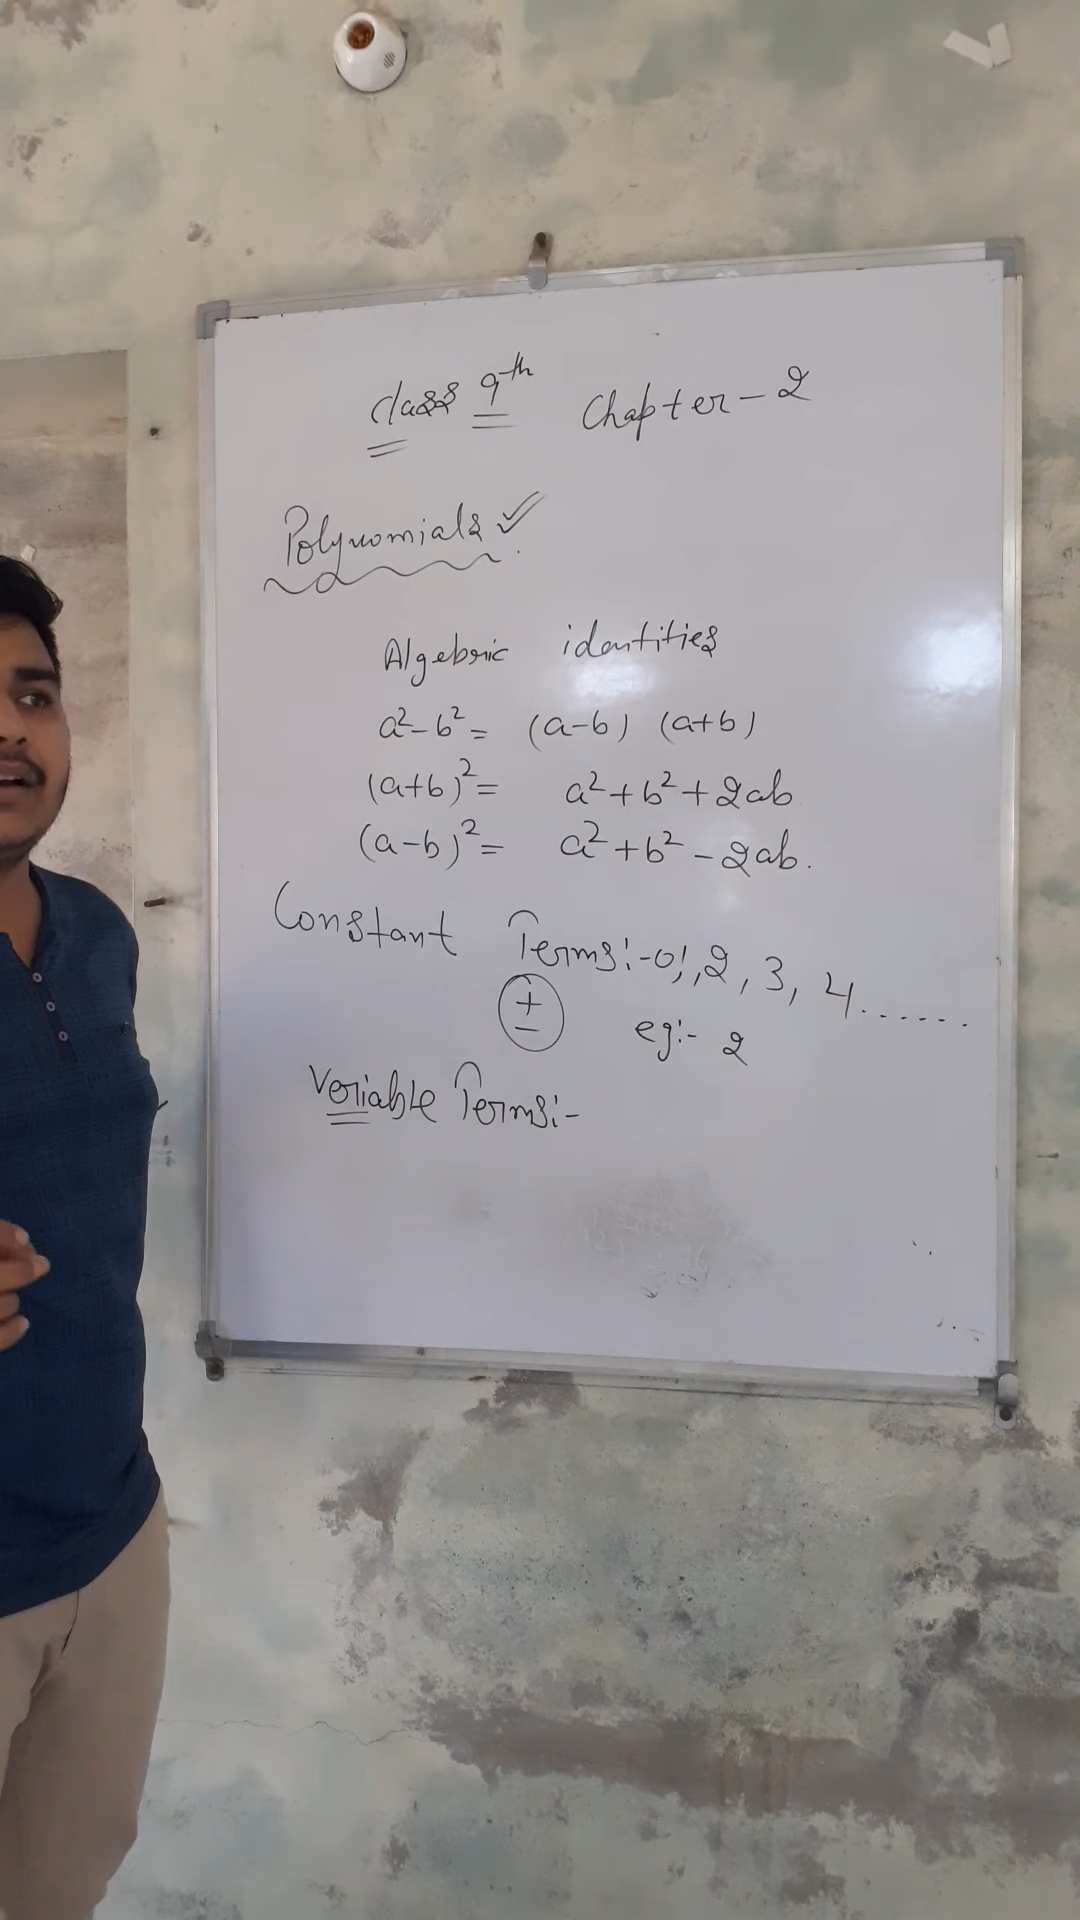 class 9th Chapter-2
Polynomials ✓
Algebric identities
a²-b² = (a-b) (a+b)
(a+b)² = a²+b²+2ab
(a-b)² = a²+b²-2ab.
Constant Terms:-0,1,2,3,4......
± eg:- 2
Veriable Terms:-